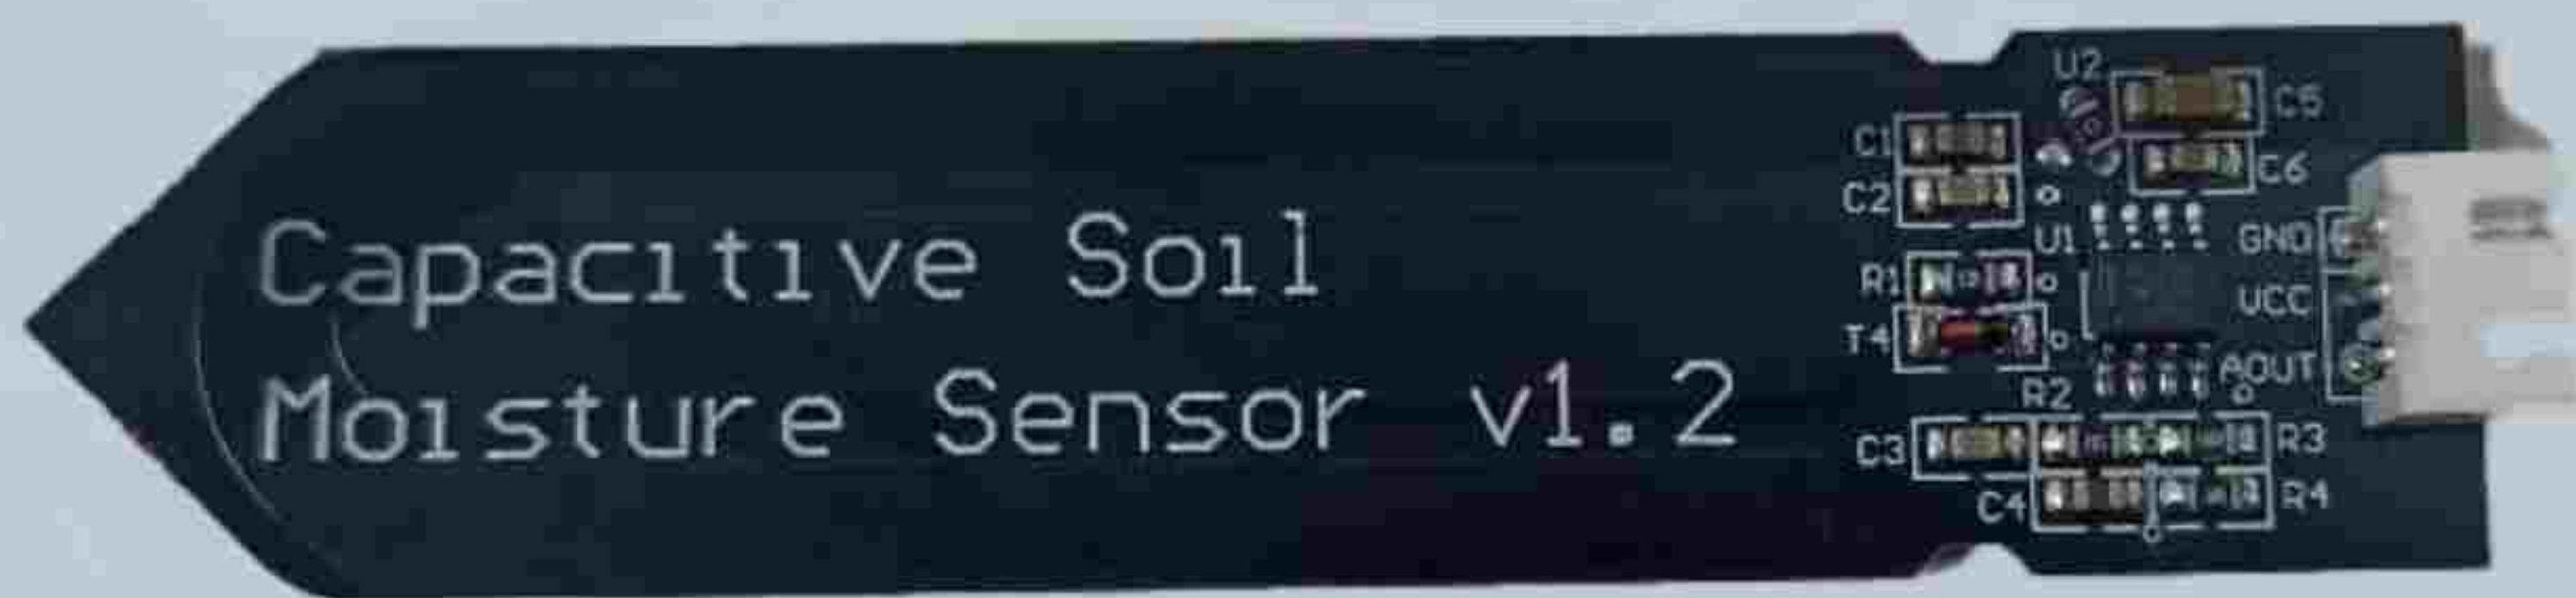 Capacitive Soil
Moisture Sensor v1.2
U2
C5
C1
C6
C2
U1
GND
R1
VCC
T4
AOUT
R2
C3
R3
C4
R4